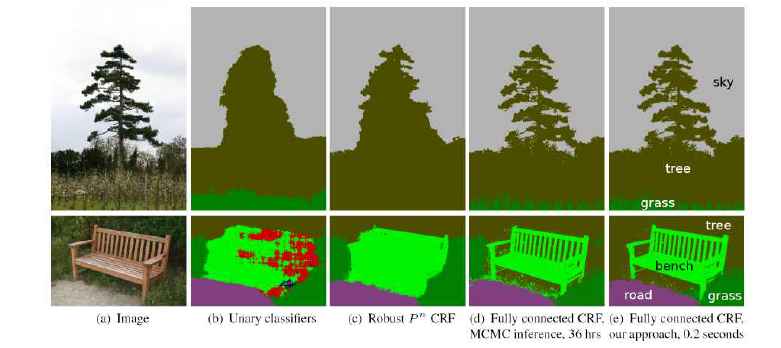 sky
tree
grass
tree
bench
road
grass
(a) Image
(b) Unary classifiers
(c) Robust Pⁿ CRF
(d) Fully connected CRF,
MCMC inference, 36 hrs
(e) Fully connected CRF,
our approach, 0.2 seconds